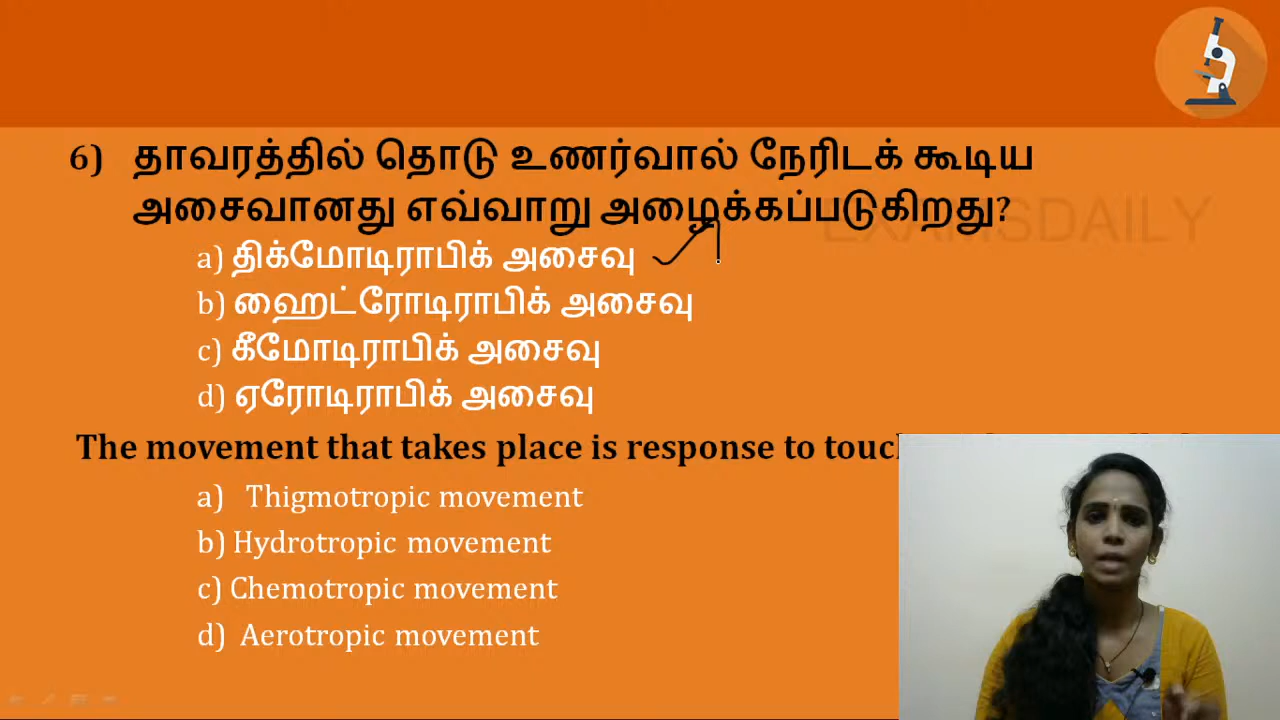 6) தாவரத்தில் தொடு உணர்வால் நேரிடக் கூடிய
அசைவானது எவ்வாறு அழைக்கப்படுகிறது?
EXAMSDAILY
a) திக்மோடிராபிக் அசைவு
b) ஹைட்ரோடிராபிக் அசைவு
c) கீமோடிராபிக் அசைவு
d) ஏரோடிராபிக் அசைவு
The movement that takes place is response to touch
a) Thigmotropic movement
b) Hydrotropic movement
c) Chemotropic movement
d) Aerotropic movement